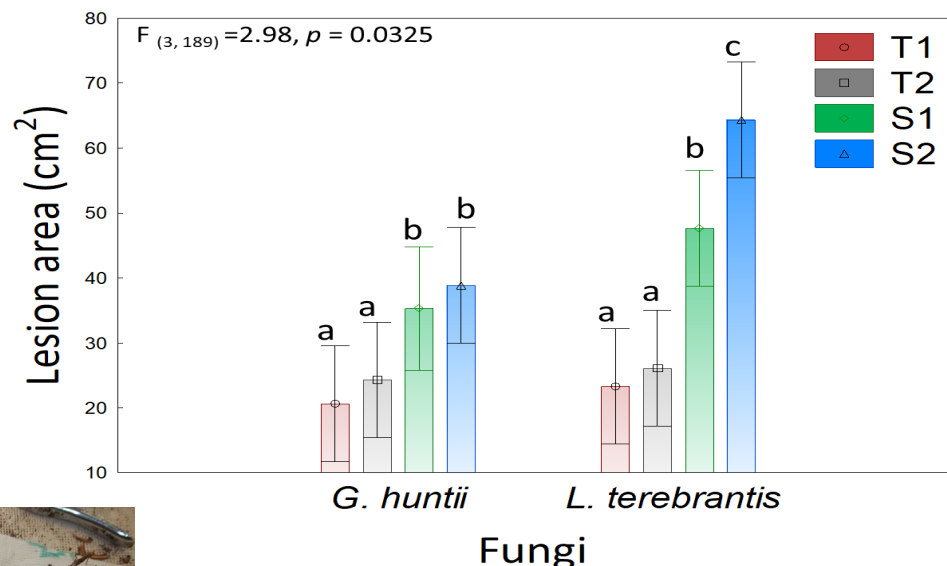 80
F (3, 189) =2.98, p = 0.0325
c
T1
T2
S1
S2
70
60
b
50
b
b
40
a
a
a
a
30
20
10
Lesion area (cm²)
G. huntii
L. terebrantis
Fungi